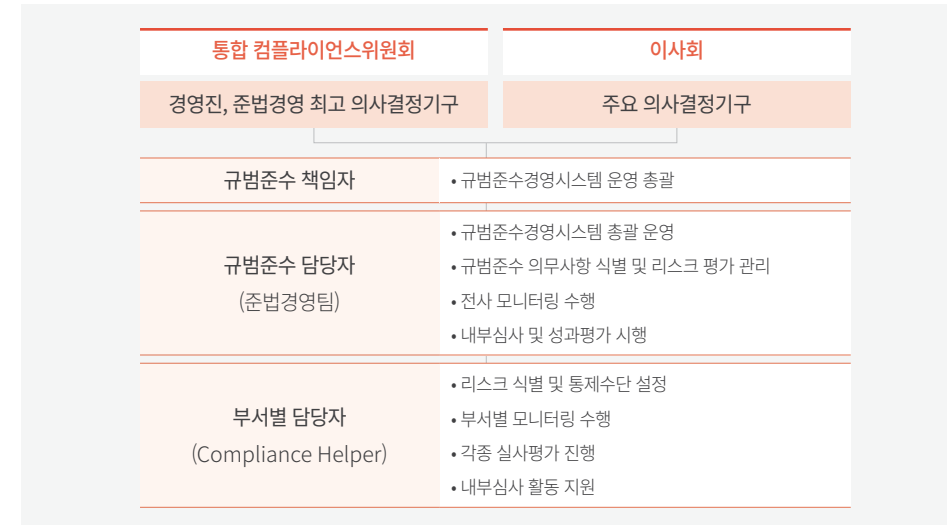 통합 컴플라이언스위원회
이사회
경영진, 준법경영 최고 의사결정기구
주요 의사결정기구
규범준수 책임자
• 규범준수경영시스템 운영 총괄
규범준수 담당자
(준법경영팀)
• 규범준수경영시스템 총괄 운영
• 규범준수 의무사항 식별 및 리스크 평가 관리
• 전사 모니터링 수행
• 내부심사 및 성과평가 시행
부서별 담당자
(Compliance Helper)
• 리스크 식별 및 통제수단 설정
• 부서별 모니터링 수행
• 각종 실사평가 진행
• 내부심사 활동 지원